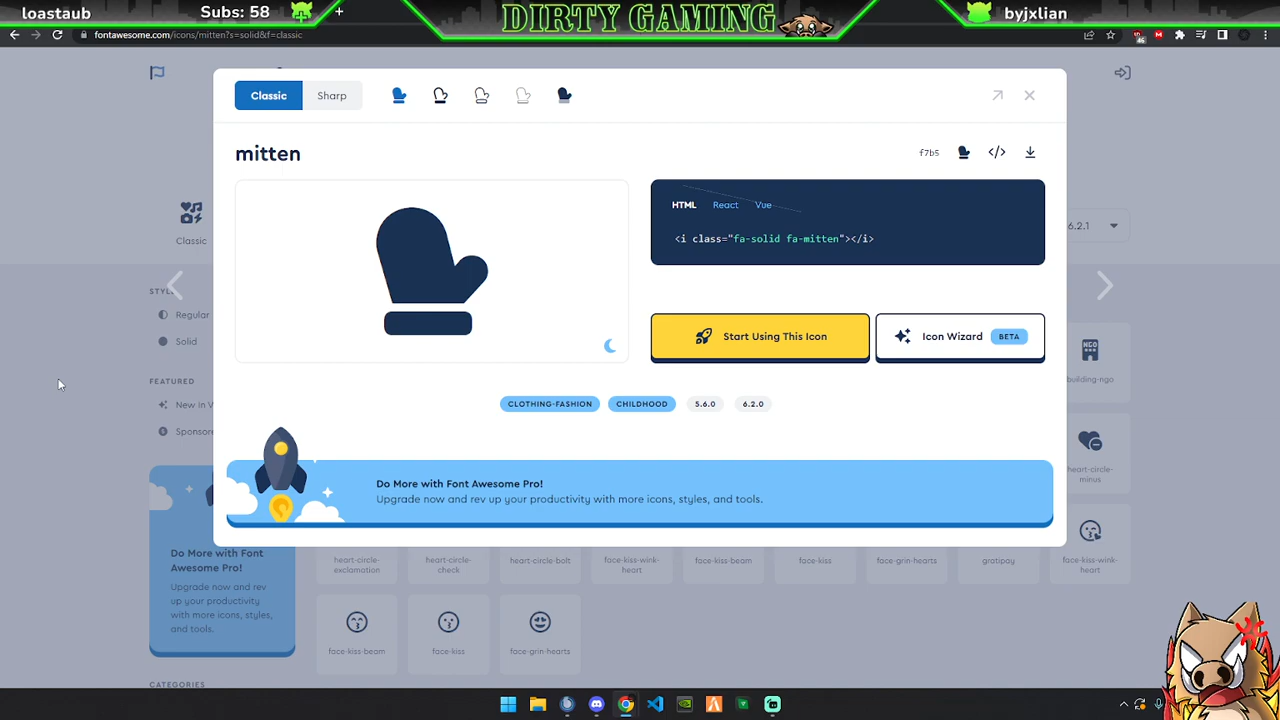 loastaub
Subs: 58
DIRTY GAMING
byjxlian
fontawesome.com/icons/mitten?s=solid&f=classic
Classic
Sharp
mitten
f7b5
HTML React Vue
<i class="fa-solid fa-mitten"></i>
Start Using This Icon
Icon Wizard BETA
CLOTHING-FASHION CHILDHOOD 5.6.0 6.2.0
Do More with Font Awesome Pro!
Upgrade now and rev up your productivity with more icons, styles, and tools.
Classic
6.2.1
Regular
Solid
FEATURED
New in V
Do More with Font
Awesome Pro!
Upgrade now and rev
up your productivity
with more icons, styles,
and tools.
CATEGORIES
NGO
building-ngo
heart-circle-
minus
heart-circle-
exclamation
heart-circle-
check
heart-circle-bolt
face-kiss-wink-
heart
face-kiss-beam
face-kiss
face-grin-hearts
gratipay
face-kiss-wink-
heart
face-kiss-beam
face-kiss
face-grin-hearts